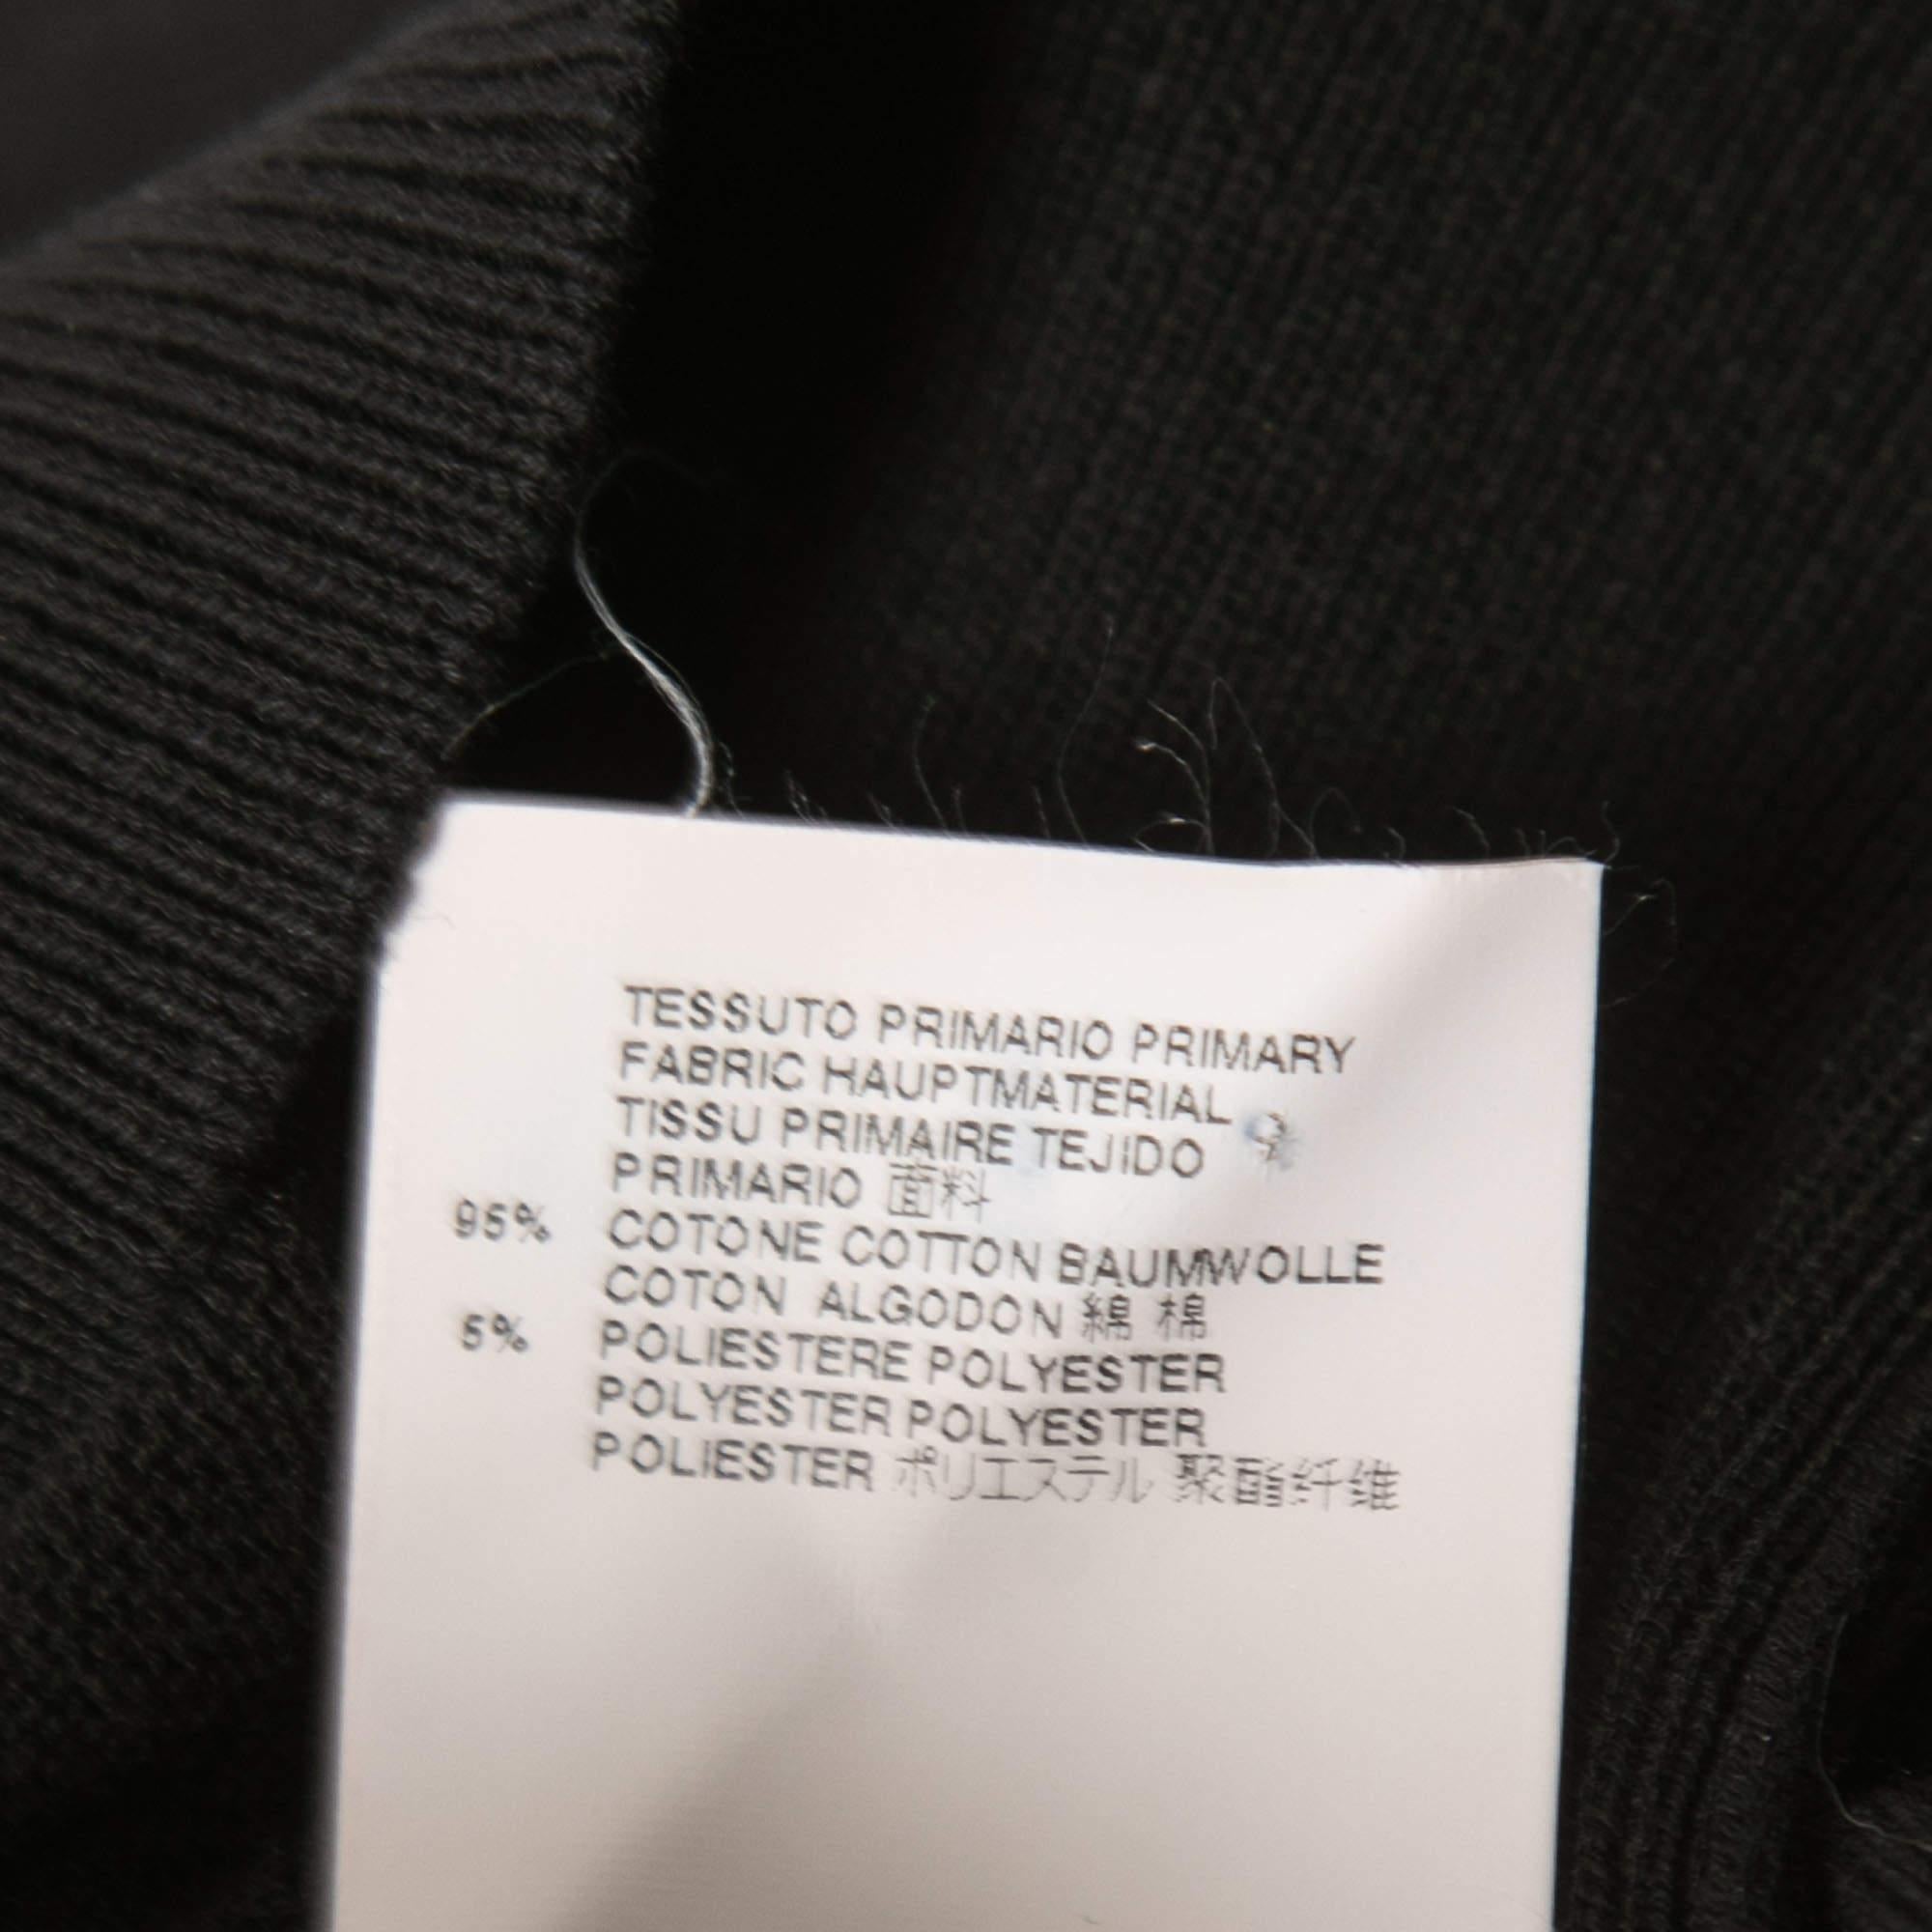 TESSUTO PRIMARIO PRIMARY
FABRIC HAUPTMATERIAL
TISSU PRIMAIRE TEJIDO
PRIMARIO 面料
95% COTONE COTTON BAUMWOLLE
COTON ALGODON 綿 棉
5% POLIESTERE POLYESTER
POLYESTER POLYESTER
POLIESTER ポリエステル 聚酯纤维